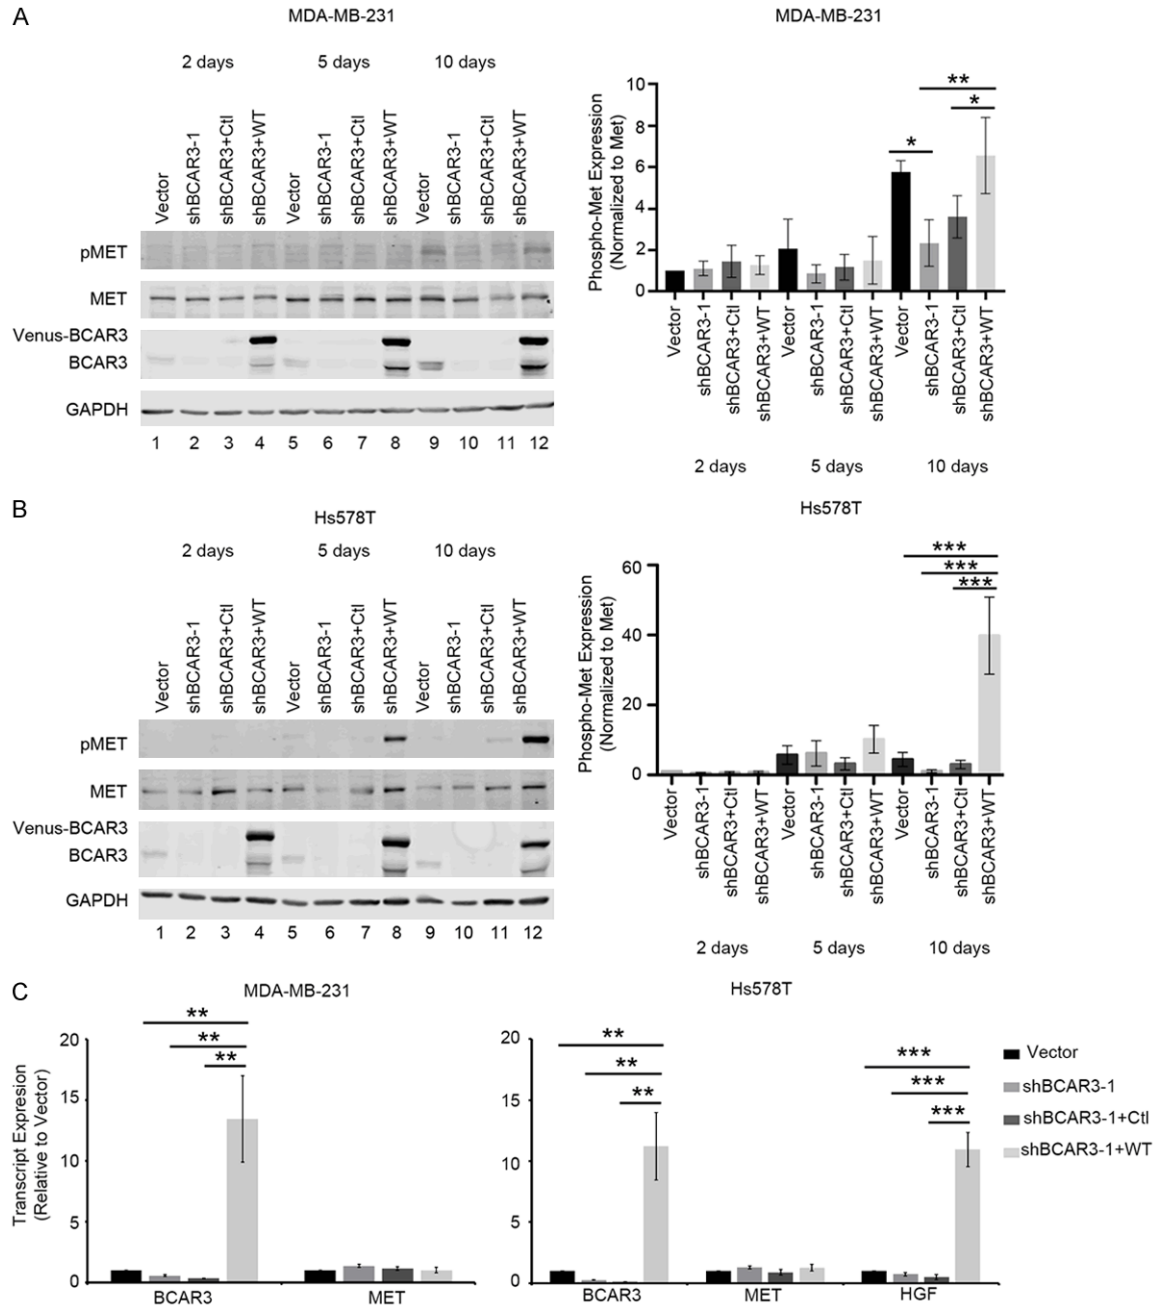 A
MDA-MB-231
2 days 5 days 10 days
Vector shBCAR3-1 shBCAR3+Ctl shBCAR3+WT Vector shBCAR3-1 shBCAR3+Ctl shBCAR3+WT Vector shBCAR3-1 shBCAR3+Ctl shBCAR3+WT
pMET
MET
Venus-BCAR3
BCAR3
GAPDH
1 2 3 4 5 6 7 8 9 10 11 12
MDA-MB-231
Phospho-Met Expression
(Normalized to Met)
10
8
6
4
2
0
**
*
*
Vector shBCAR3-1 shBCAR3+Ctl shBCAR3+WT Vector shBCAR3-1 shBCAR3+Ctl shBCAR3+WT Vector shBCAR3-1 shBCAR3+Ctl shBCAR3+WT
2 days 5 days 10 days
B
Hs578T
2 days 5 days 10 days
Vector shBCAR3-1 shBCAR3+Ctl shBCAR3+WT Vector shBCAR3-1 shBCAR3+Ctl shBCAR3+WT Vector shBCAR3-1 shBCAR3+Ctl shBCAR3+WT
pMET
MET
Venus-BCAR3
BCAR3
GAPDH
1 2 3 4 5 6 7 8 9 10 11 12
Hs578T
Phospho-Met Expression
(Normalized to Met)
60
40
20
0
***
***
***
Vector shBCAR3-1 shBCAR3+Ctl shBCAR3+WT Vector shBCAR3-1 shBCAR3+Ctl shBCAR3+WT Vector shBCAR3-1 shBCAR3+Ctl shBCAR3+WT
2 days 5 days 10 days
C
MDA-MB-231
Transcript Expresion
(Relative to Vector)
20
15
10
5
0
**
**
**
BCAR3 MET
Hs578T
20
15
10
5
0
**
**
**
***
***
***
BCAR3 MET HGF
Vector
shBCAR3-1
shBCAR3-1+Ctl
shBCAR3-1+WT